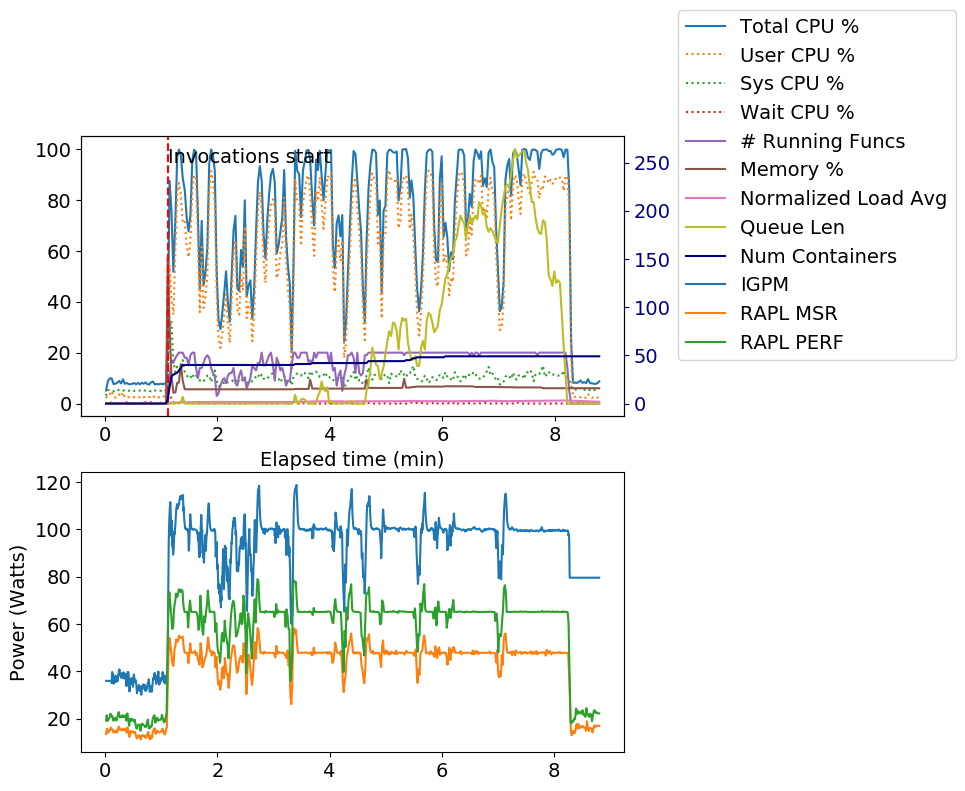 Total CPU %
User CPU %
Sys CPU %
Wait CPU %
# Running Funcs
Memory %
Normalized Load Avg
Queue Len
Num Containers
IGPM
RAPL MSR
RAPL PERF
Invocations start
100
80
60
40
20
0
250
200
150
100
50
0
0 2 4 6 8
Elapsed time (min)
Power (Watts)
120
100
80
60
40
20
0 2 4 6 8